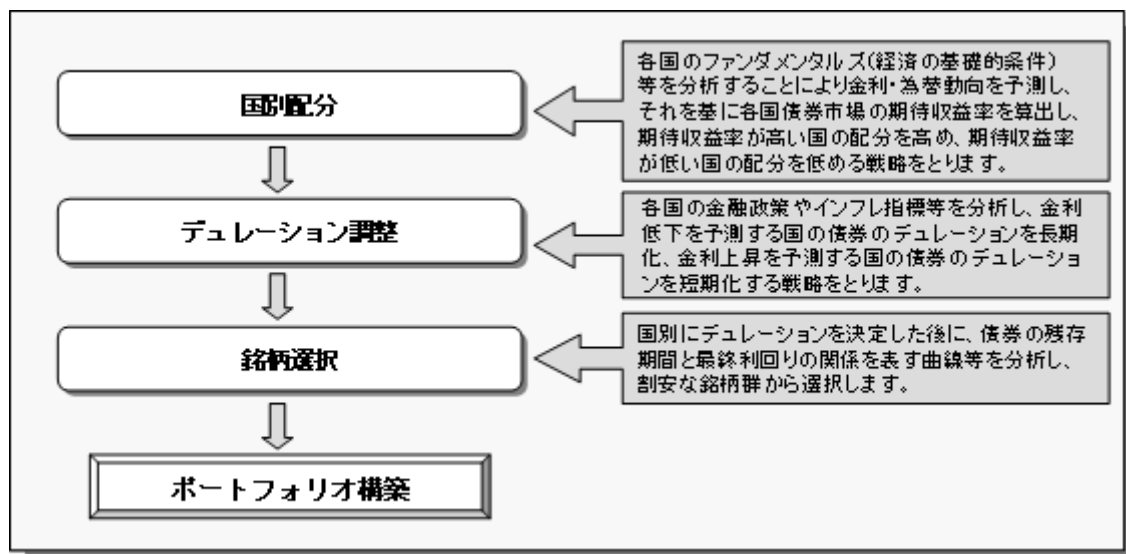 国別配分
各国のファンダメンタルズ(経済の基礎的条件)
等を分析することにより金利・為替動向を予測し、
それを基に各国債券市場の期待収益率を算出し、
期待収益率が高い国の配分を高め、期待収益率
が低い国の配分を低める戦略をとります。
デュレーション調整
各国の金融政策やインフレ指標等を分析し、金利
低下を予測する国の債券のデュレーションを長期
化、金利上昇を予測する国の債券のデュレーショ
ンを短期化する戦略をとります。
銘柄選択
国別にデュレーションを決定した後に、債券の残存
期間と最終利回りの関係を表す曲線等を分析し、
割安な銘柄群から選択します。
ポートフォリオ構築